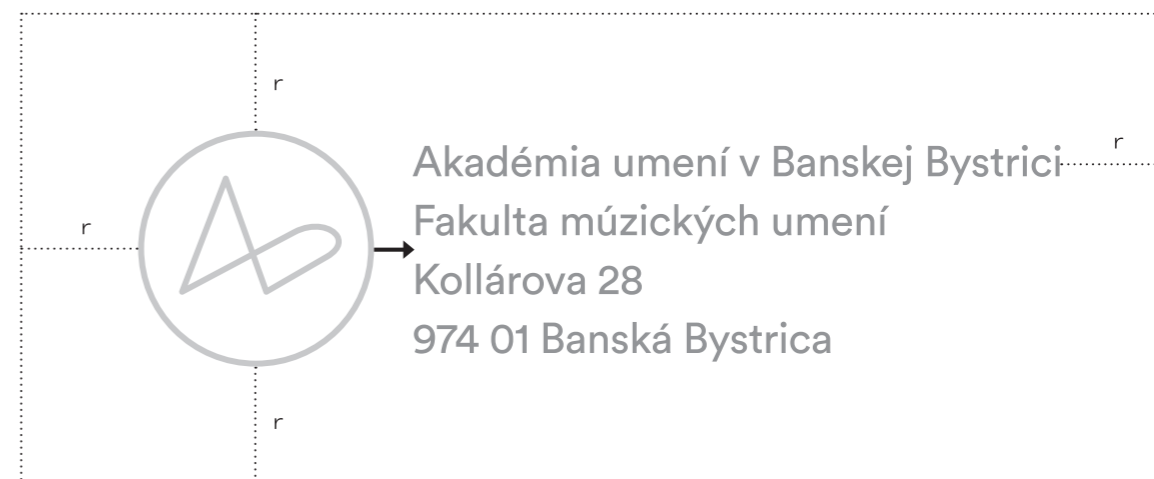 r
r
Akadémia umení v Banskej Bystrici
r
Fakulta múzických umení
Kollárova 28
974 01 Banská Bystrica
r